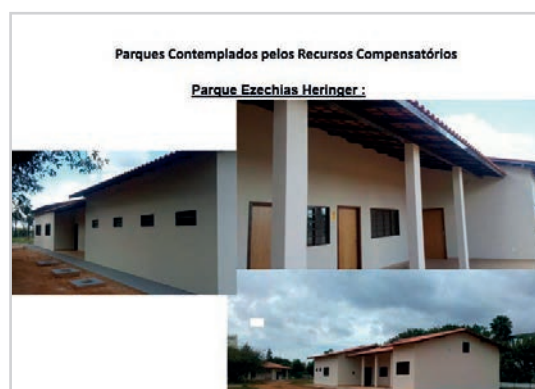 Parques Contemplados pelos Recursos Compensatórios
Parque Ezechias Heringer :